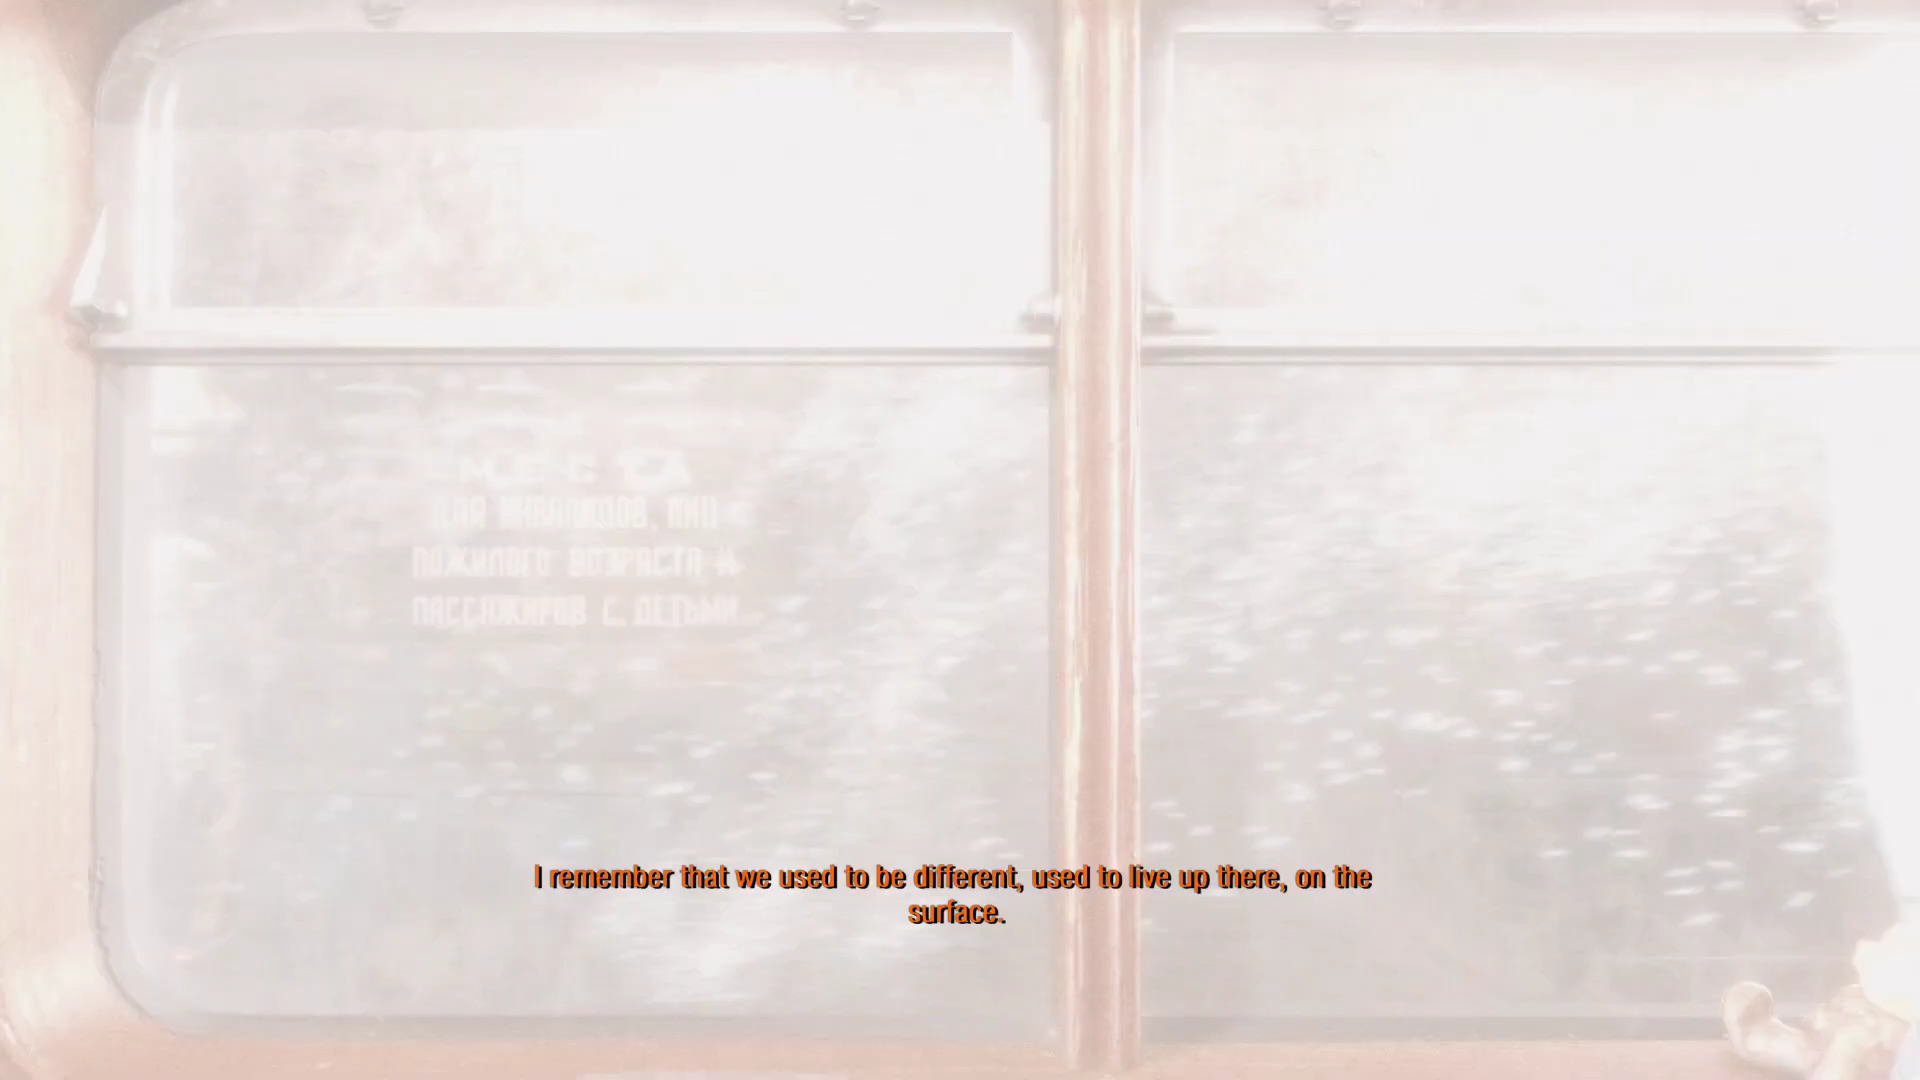 МЕСТА
ДЛЯ ИНВАЛИДОВ, ЛИЦ
ПОЖИЛОГО ВОЗРАСТА И
ПАССАЖИРОВ С ДЕТЬМИ
I remember that we used to be different, used to live up there, on the
surface.